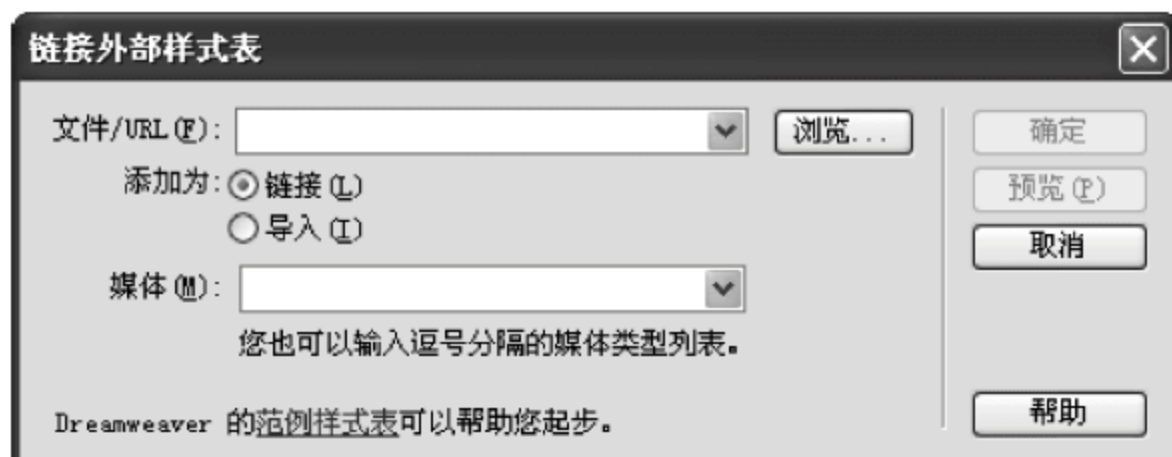 链接外部样式表
文件/URL(F): 浏览... 确定
添加为: 链接(L) 预览(P)
导入(I) 取消
媒体(M):
您也可以输入逗号分隔的媒体类型列表。
Dreamweaver 的范例样式表可以帮助您起步。 帮助